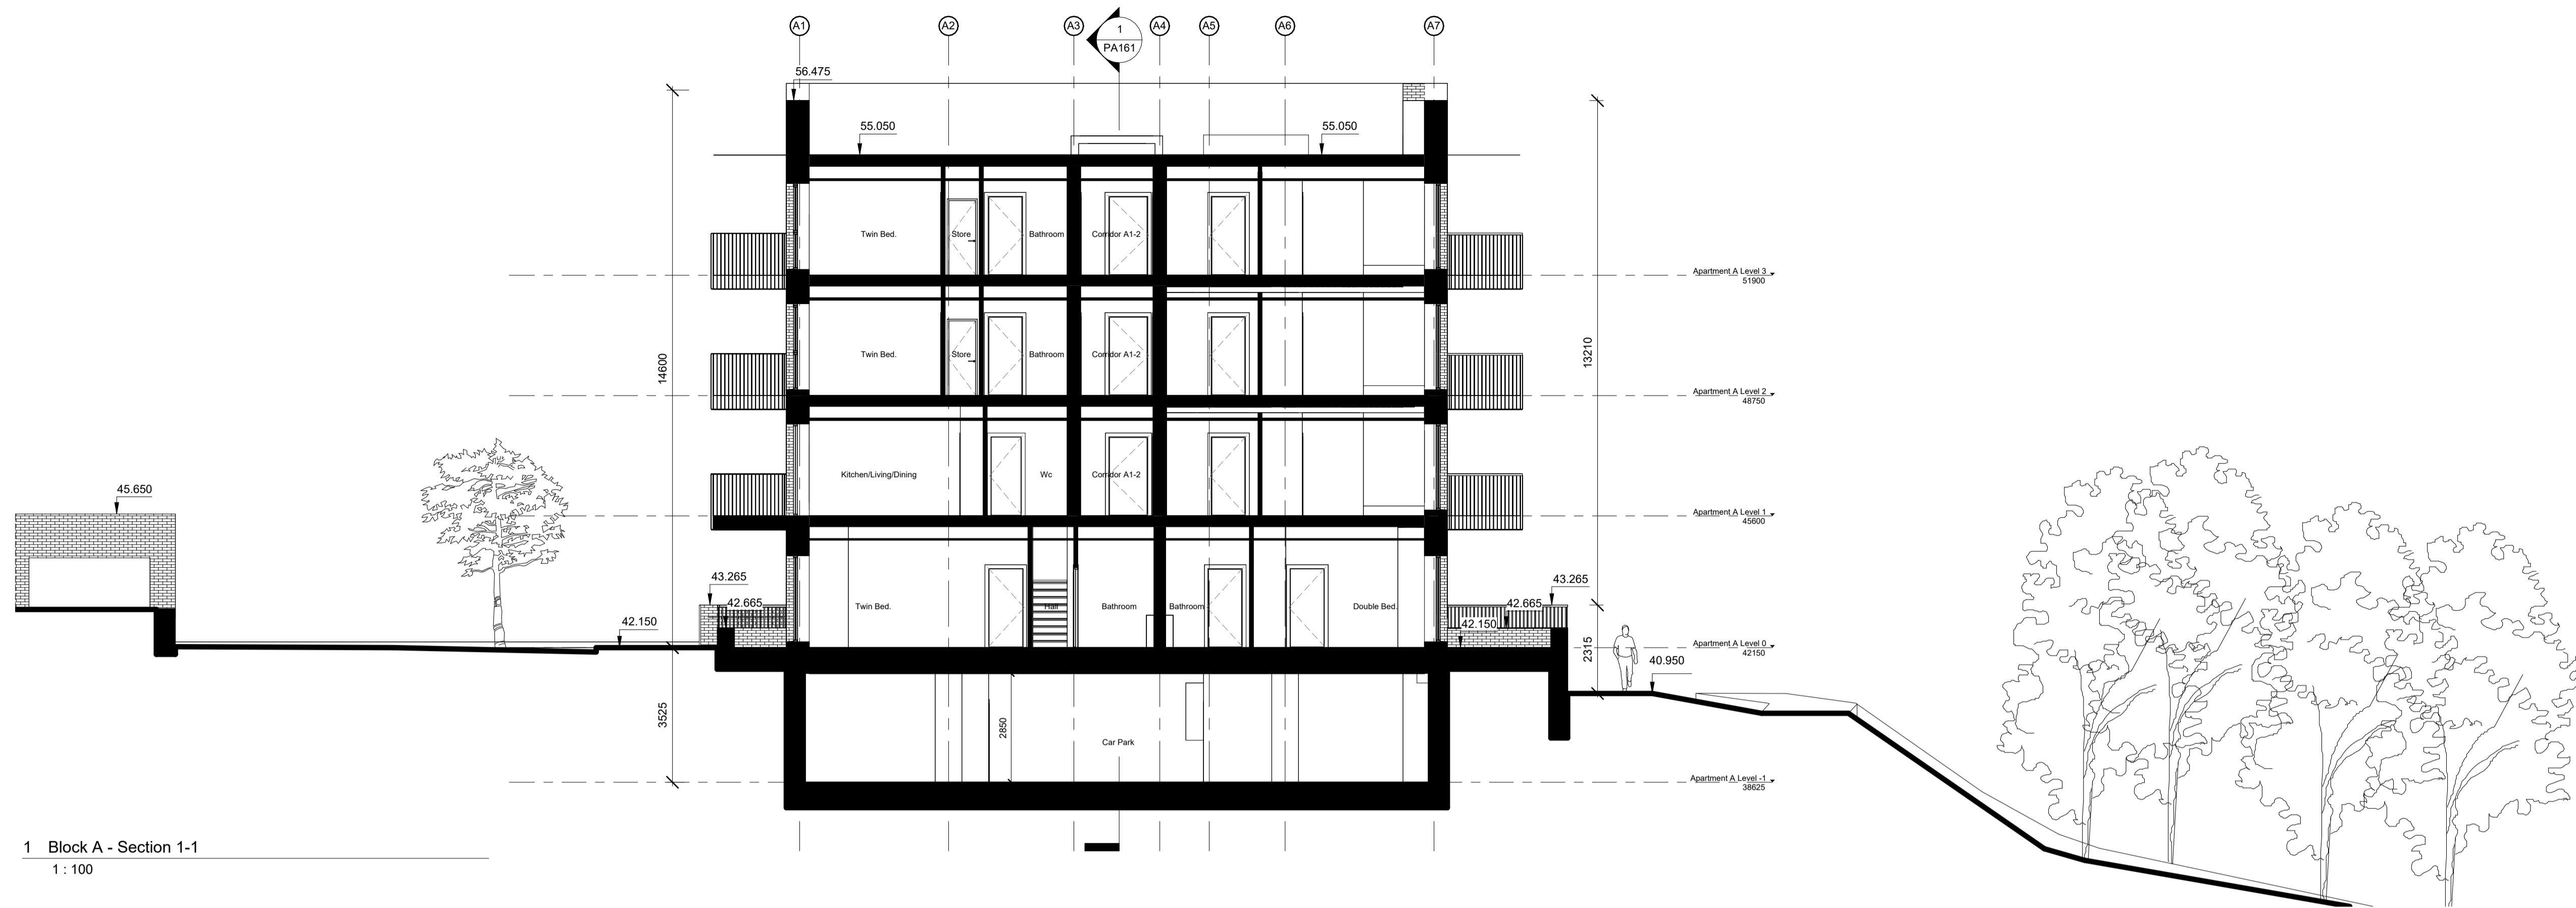 A1 A2 A3 A4 A5 A6 A7
1
PA161
56.475
55.050 55.050
Twin Bed. Store Bathroom Corridor A1-2
Apartment A Level 3
51900
14600
13210
Twin Bed. Store Bathroom Corridor A1-2
Apartment A Level 2
48750
Kitchen/Living/Dining Wc Corridor A1-2
45.650
Apartment A Level 1
45600
43.265 43.265
42.665 42.665
Twin Bed. Hall Bathroom Bathroom Double Bed.
42.150 42.150
Apartment A Level 0
42150
2315
40.950
3525
2850
Car Park
Apartment A Level -1
38625
1 Block A - Section 1-1
1 : 100